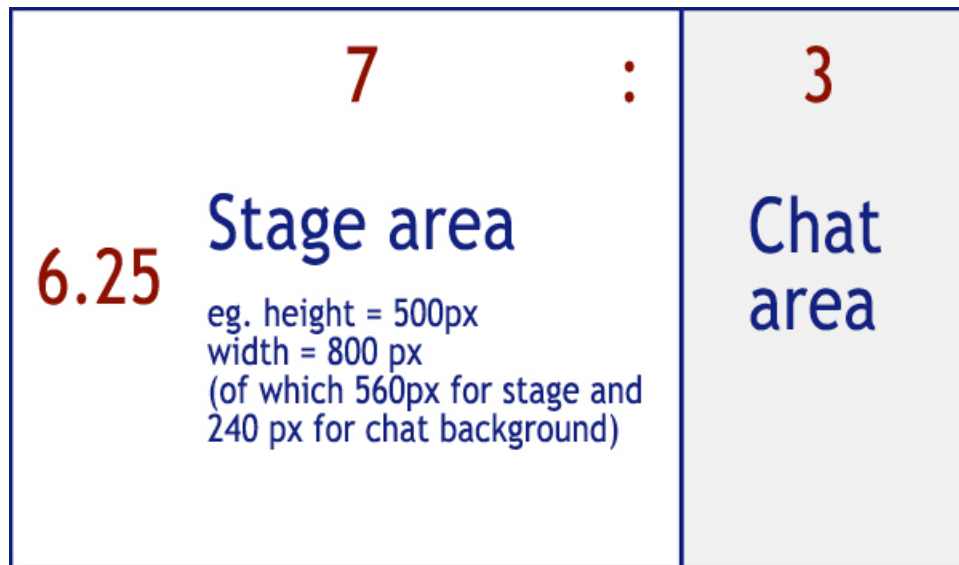 7 : 3
Stage area
6.25
eg. height = 500px
width = 800 px
(of which 560px for stage and
240 px for chat background)
Chat
area